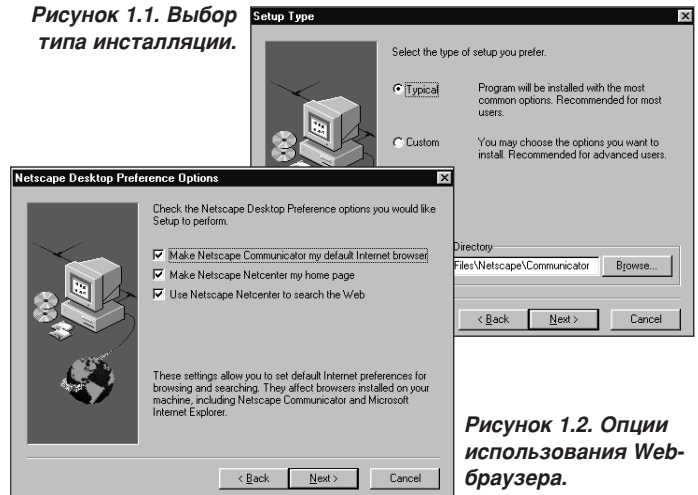 Рисунок 1.1. Выбор
типа инсталляции.
Setup Type
Select the type of setup you prefer.
Typical
Program will be installed with the most
common options. Recommended for most
users.
Custom
You may choose the options you want to
install. Recommended for advanced users.
Directory
Files\Netscape\Communicator
Browse...
< Back
Next >
Cancel
Netscape Desktop Preference Options
Check the Netscape Desktop Preference options you would like
Setup to perform.
Make Netscape Communicator my default Internet browser
Make Netscape Netcenter my home page
Use Netscape Netcenter to search the Web
These settings allow you to set default Internet preferences for
browsing and searching. They affect browsers installed on your
machine, including Netscape Communicator and Microsoft
Internet Explorer.
< Back
Next >
Cancel
Рисунок 1.2. Опции
использования Web-
браузера.